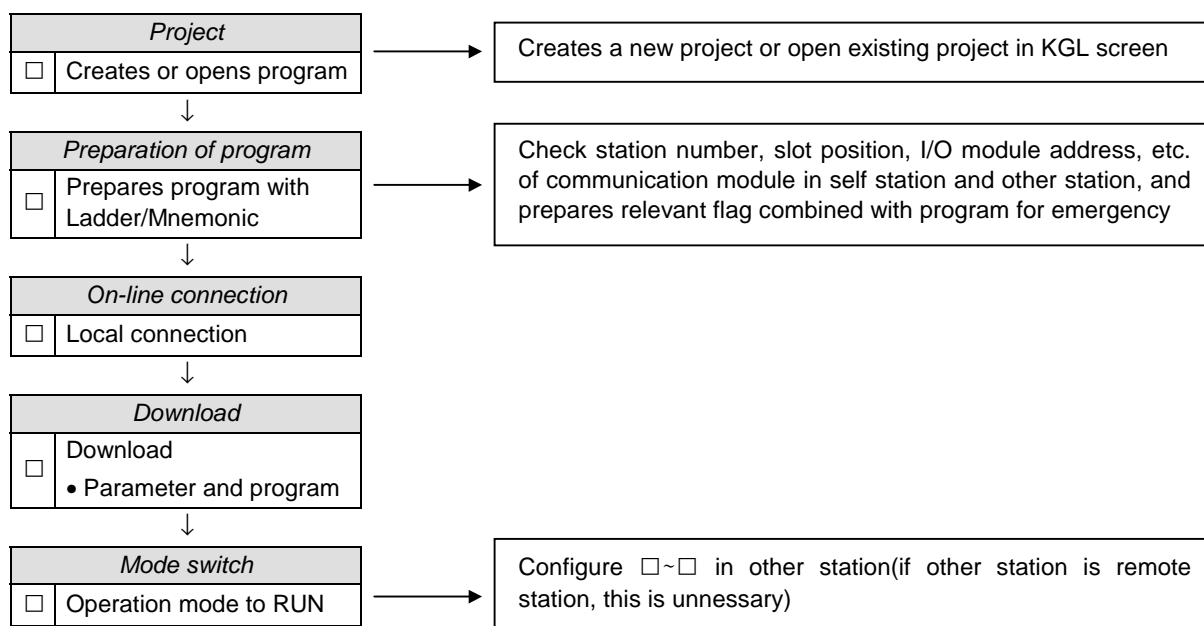 Project
□ Creates or opens program
Creates a new project or open existing project in KGL screen
↓
Preparation of program
□ Prepares program with
Ladder/Mnemonic
Check station number, slot position, I/O module address, etc.
of communication module in self station and other station, and
prepares relevant flag combined with program for emergency
↓
On-line connection
□ Local connection
↓
Download
□ Download
• Parameter and program
↓
Mode switch
□ Operation mode to RUN
Configure □~□ in other station(if other station is remote
station, this is unnessary)